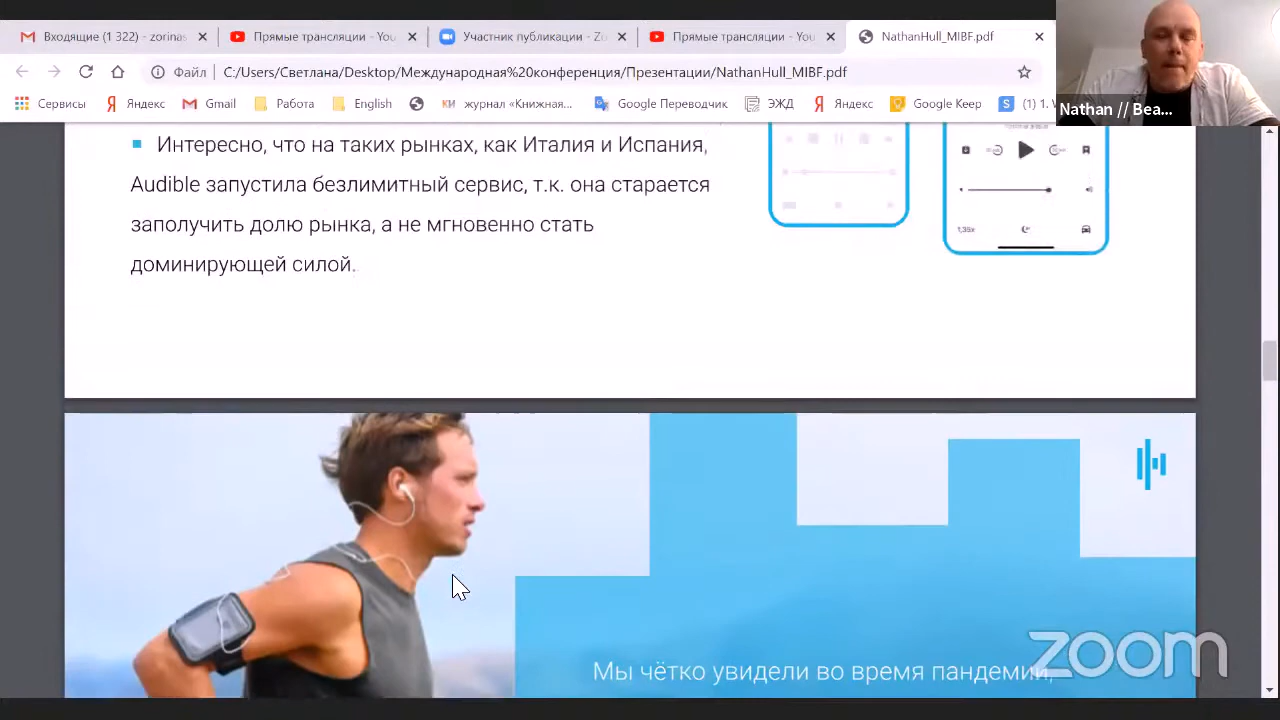 Входящие (1 322) - zorinas
Прямые трансляции - You
Участник публикации - Zo
Прямые трансляции - You
NathanHull_MIBF.pdf
Файл
C:/Users/Светлана/Desktop/Международная%20конференция/Презентации/NathanHull_MIBF.pdf
Сервисы
Яндекс
Gmail
Работа
English
журнал «Книжная...
Google Переводчик
ЭЖД
Яндекс
Google Keep
(1) 1. V
Nathan // Bea...
Интересно, что на таких рынках, как Италия и Испания,
Audible запустила безлимитный сервис, т.к. она старается
заполучить долю рынка, а не мгновенно стать
доминирующей силой.
Мы чётко увидели во время пандемии,
zoom